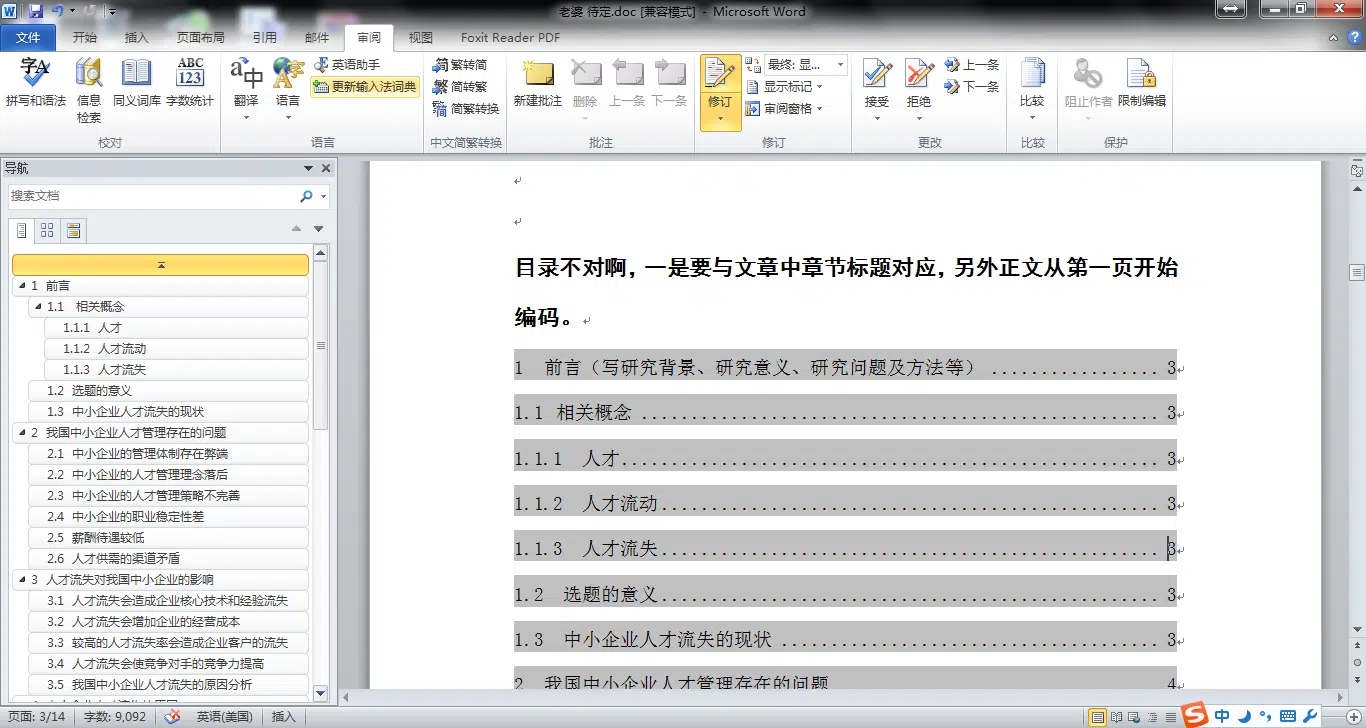 老婆 待定.doc [兼容模式] - Microsoft Word
文件 开始 插入 页面布局 引用 邮件 审阅 视图 Foxit Reader PDF
拼写和语法
信息检索
同义词库
ABC 123
字数统计
校对
翻译
语言
英语助手
更新输入法词典
语言
繁转简
简转繁
简繁转换
中文简繁转换
新建批注
删除
上一条
下一条
批注
修订
最终: 显...
显示标记
审阅窗格
修订
接受
拒绝
上一条
下一条
更改
比较
比较
阻止作者
限制编辑
保护
导航
搜索文档
1 前言
1.1 相关概念
1.1.1 人才
1.1.2 人才流动
1.1.3 人才流失
1.2 选题的意义
1.3 中小企业人才流失的现状
2 我国中小企业人才管理存在的问题
2.1 中小企业的管理体制存在弊端
2.2 中小企业的人才管理理念落后
2.3 中小企业的人才管理策略不完善
2.4 中小企业的职业稳定性差
2.5 薪酬待遇较低
2.6 人才供需的渠道矛盾
3 人才流失对我国中小企业的影响
3.1 人才流失会造成企业核心技术和经验流失
3.2 人才流失会增加企业的经营成本
3.3 较高的人才流失率会造成企业客户的流失
3.4 人才流失会使竞争对手的竞争力提高
3.5 我国中小企业人才流失的原因分析
目录不对啊，一是要与文章中章节标题对应，另外正文从第一页开始
编码。
1 前言（写研究背景、研究意义、研究问题及方法等） ................. 3
1.1 相关概念 .................................................... 3
1.1.1 人才...................................................... 3
1.1.2 人才流动.................................................. 3
1.1.3 人才流失.................................................. 3
1.2 选题的意义.................................................. 3
1.3 中小企业人才流失的现状 ...................................... 3
2 我国中小企业人才管理存在的问题 ................................. 4
页面: 3/14 字数: 9,092 英语(美国) 插入
中